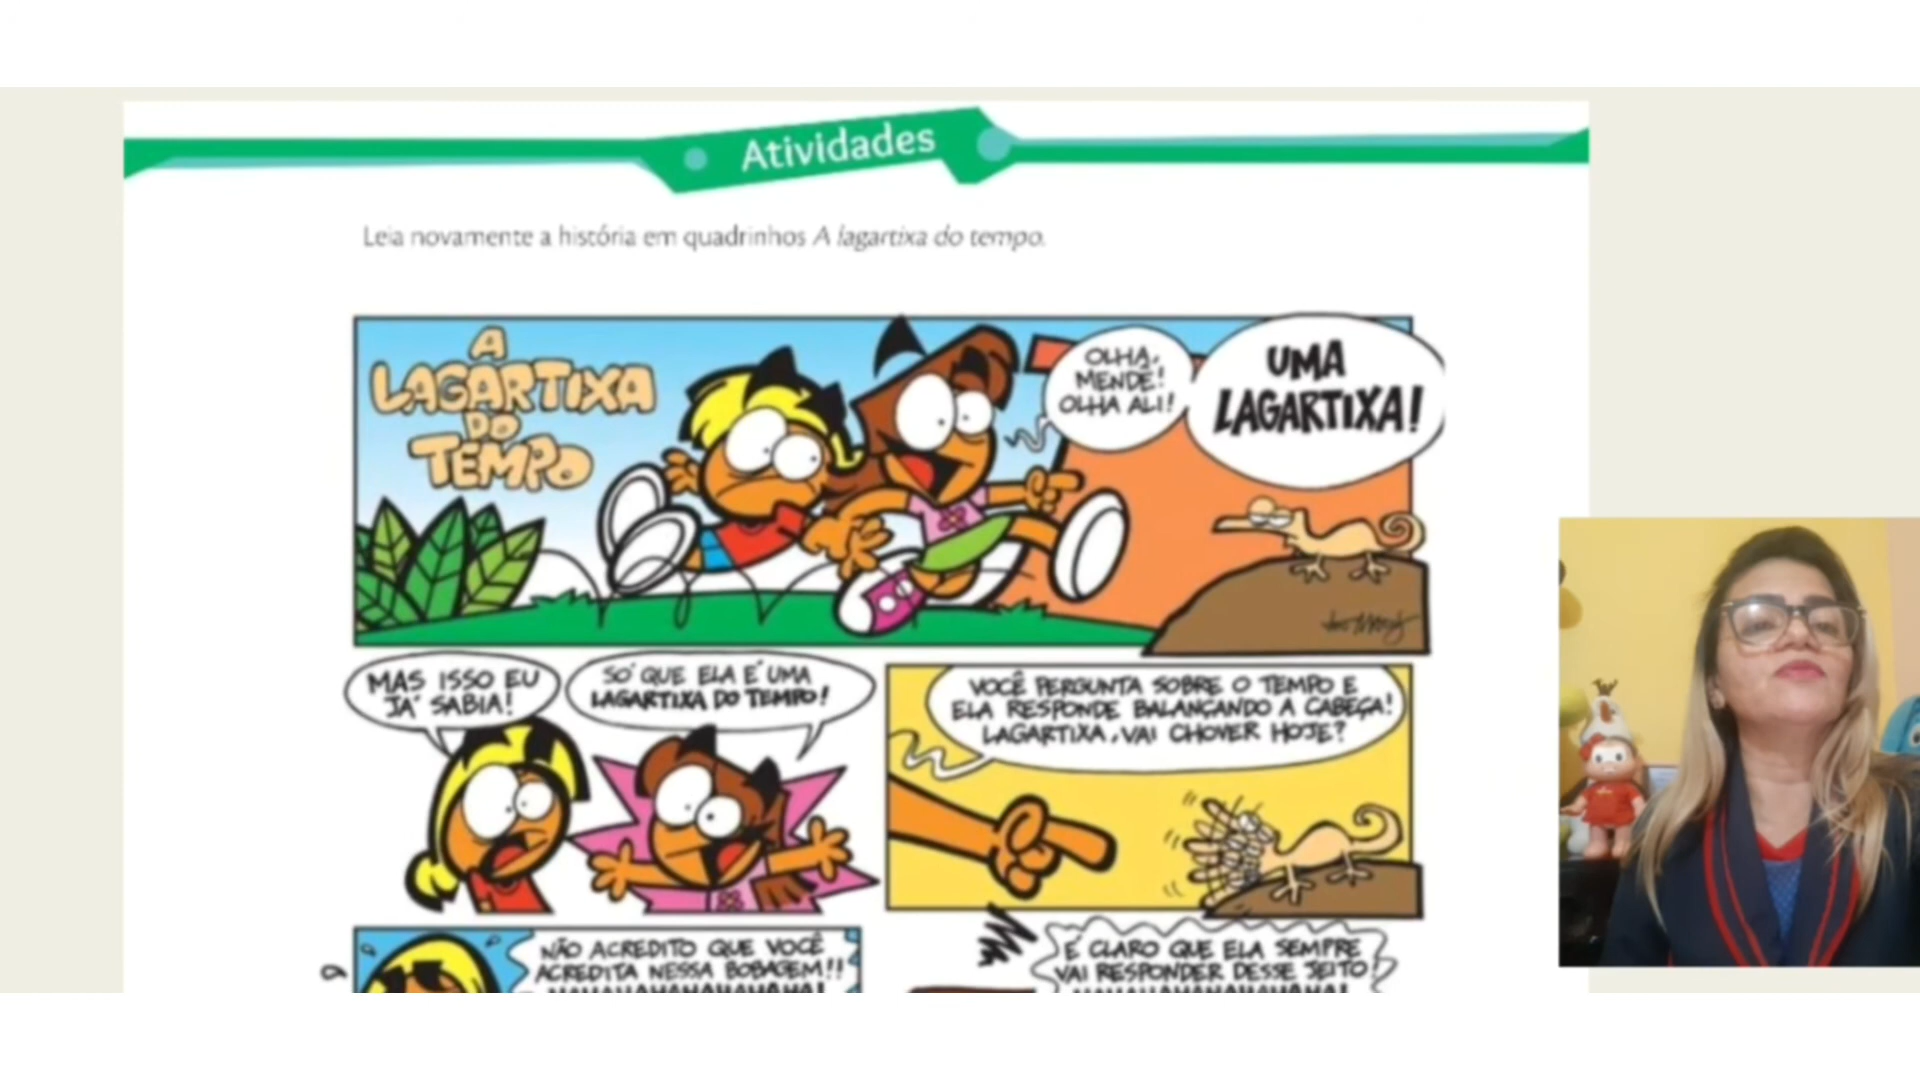 Atividades
Leia novamente a história em quadrinhos A lagartixa do tempo.
A
LAGARTIXA
DO
TEMPO
OLHA,
MENDÉ!
OLHA ALI!
UMA
LAGARTIXA!
MAS ISSO EU
JÁ SABIA!
SÓ QUE ELA É UMA
LAGARTIXA DO TEMPO!
VOCÊ PERGUNTA SOBRE O TEMPO E
ELA RESPONDE BALANÇANDO A CABEÇA!
LAGARTIXA, VAI CHOVER HOJE?
NÃO ACREDITO QUE VOCÊ
ACREDITA NESSA BOBAGEM!!
É CLARO QUE ELA SEMPRE
VAI RESPONDER DESSE JEITO!